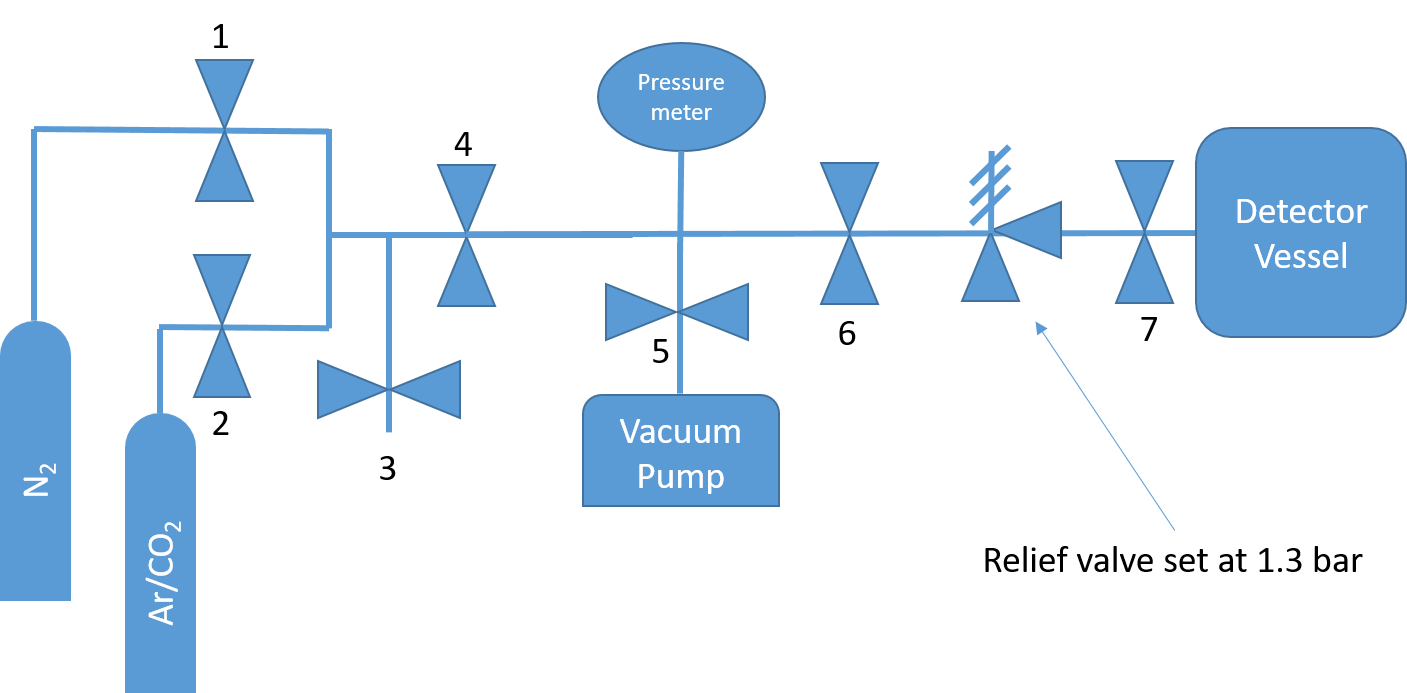 1
Pressure
meter
4
Detector
Vessel
6
7
5
2
3
Vacuum
Pump
N₂
Ar/CO₂
Relief valve set at 1.3 bar